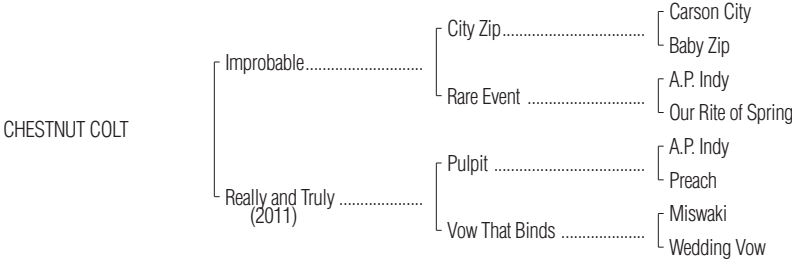 Carson City
City Zip
Baby Zip
Improbable
A.P. Indy
Rare Event
Our Rite of Spring
CHESTNUT COLT
A.P. Indy
Pulpit
Preach
Really and Truly
(2011)
Miswaki
Vow That Binds
Wedding Vow